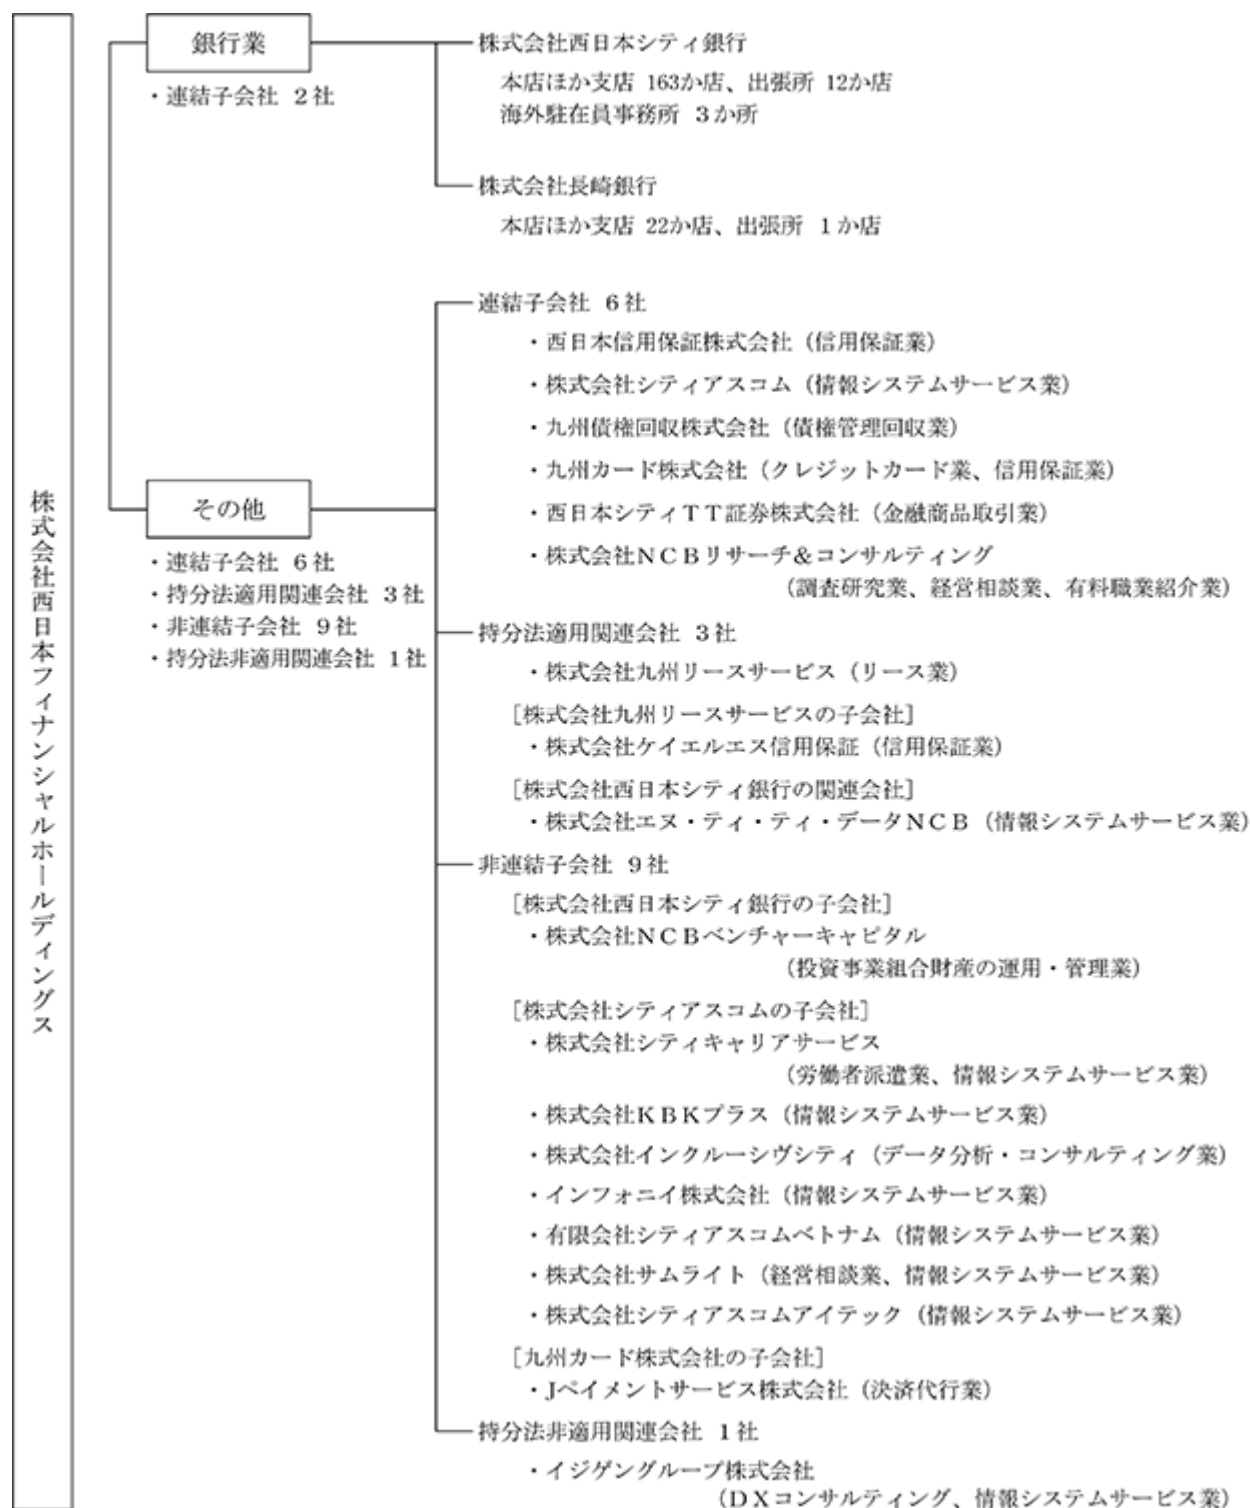 株式会社西日本フィナンシャルホールディングス
銀行業
・連結子会社 2社
株式会社西日本シティ銀行
本店ほか支店 163か店、出張所 12か店
海外駐在員事務所 3か所
株式会社長崎銀行
本店ほか支店 22か店、出張所 1か店
その他
・連結子会社 6社
・持分法適用関連会社 3社
・非連結子会社 9社
・持分法非適用関連会社 1社
連結子会社 6社
・西日本信用保証株式会社（信用保証業）
・株式会社シティアスコム（情報システムサービス業）
・九州債権回収株式会社（債権管理回収業）
・九州カード株式会社（クレジットカード業、信用保証業）
・西日本シティＴＴ証券株式会社（金融商品取引業）
・株式会社ＮＣＢリサーチ＆コンサルティング
（調査研究業、経営相談業、有料職業紹介業）
持分法適用関連会社 3社
・株式会社九州リースサービス（リース業）
［株式会社九州リースサービスの子会社］
・株式会社ケイエルエス信用保証（信用保証業）
［株式会社西日本シティ銀行の関連会社］
・株式会社エヌ・ティ・ティ・データＮＣＢ（情報システムサービス業）
非連結子会社 9社
［株式会社西日本シティ銀行の子会社］
・株式会社ＮＣＢベンチャーキャピタル
（投資事業組合財産の運用・管理業）
［株式会社シティアスコムの子会社］
・株式会社シティキャリアサービス
（労働者派遣業、情報システムサービス業）
・株式会社ＫＢＫプラス（情報システムサービス業）
・株式会社インクルーシヴシティ（データ分析・コンサルティング業）
・インフォニイ株式会社（情報システムサービス業）
・有限会社シティアスコムベトナム（情報システムサービス業）
・株式会社サムライト（経営相談業、情報システムサービス業）
・株式会社シティアスコムアイテック（情報システムサービス業）
［九州カード株式会社の子会社］
・Jペイメントサービス株式会社（決済代行業）
持分法非適用関連会社 1社
・イジゲングループ株式会社
（ＤＸコンサルティング、情報システムサービス業）